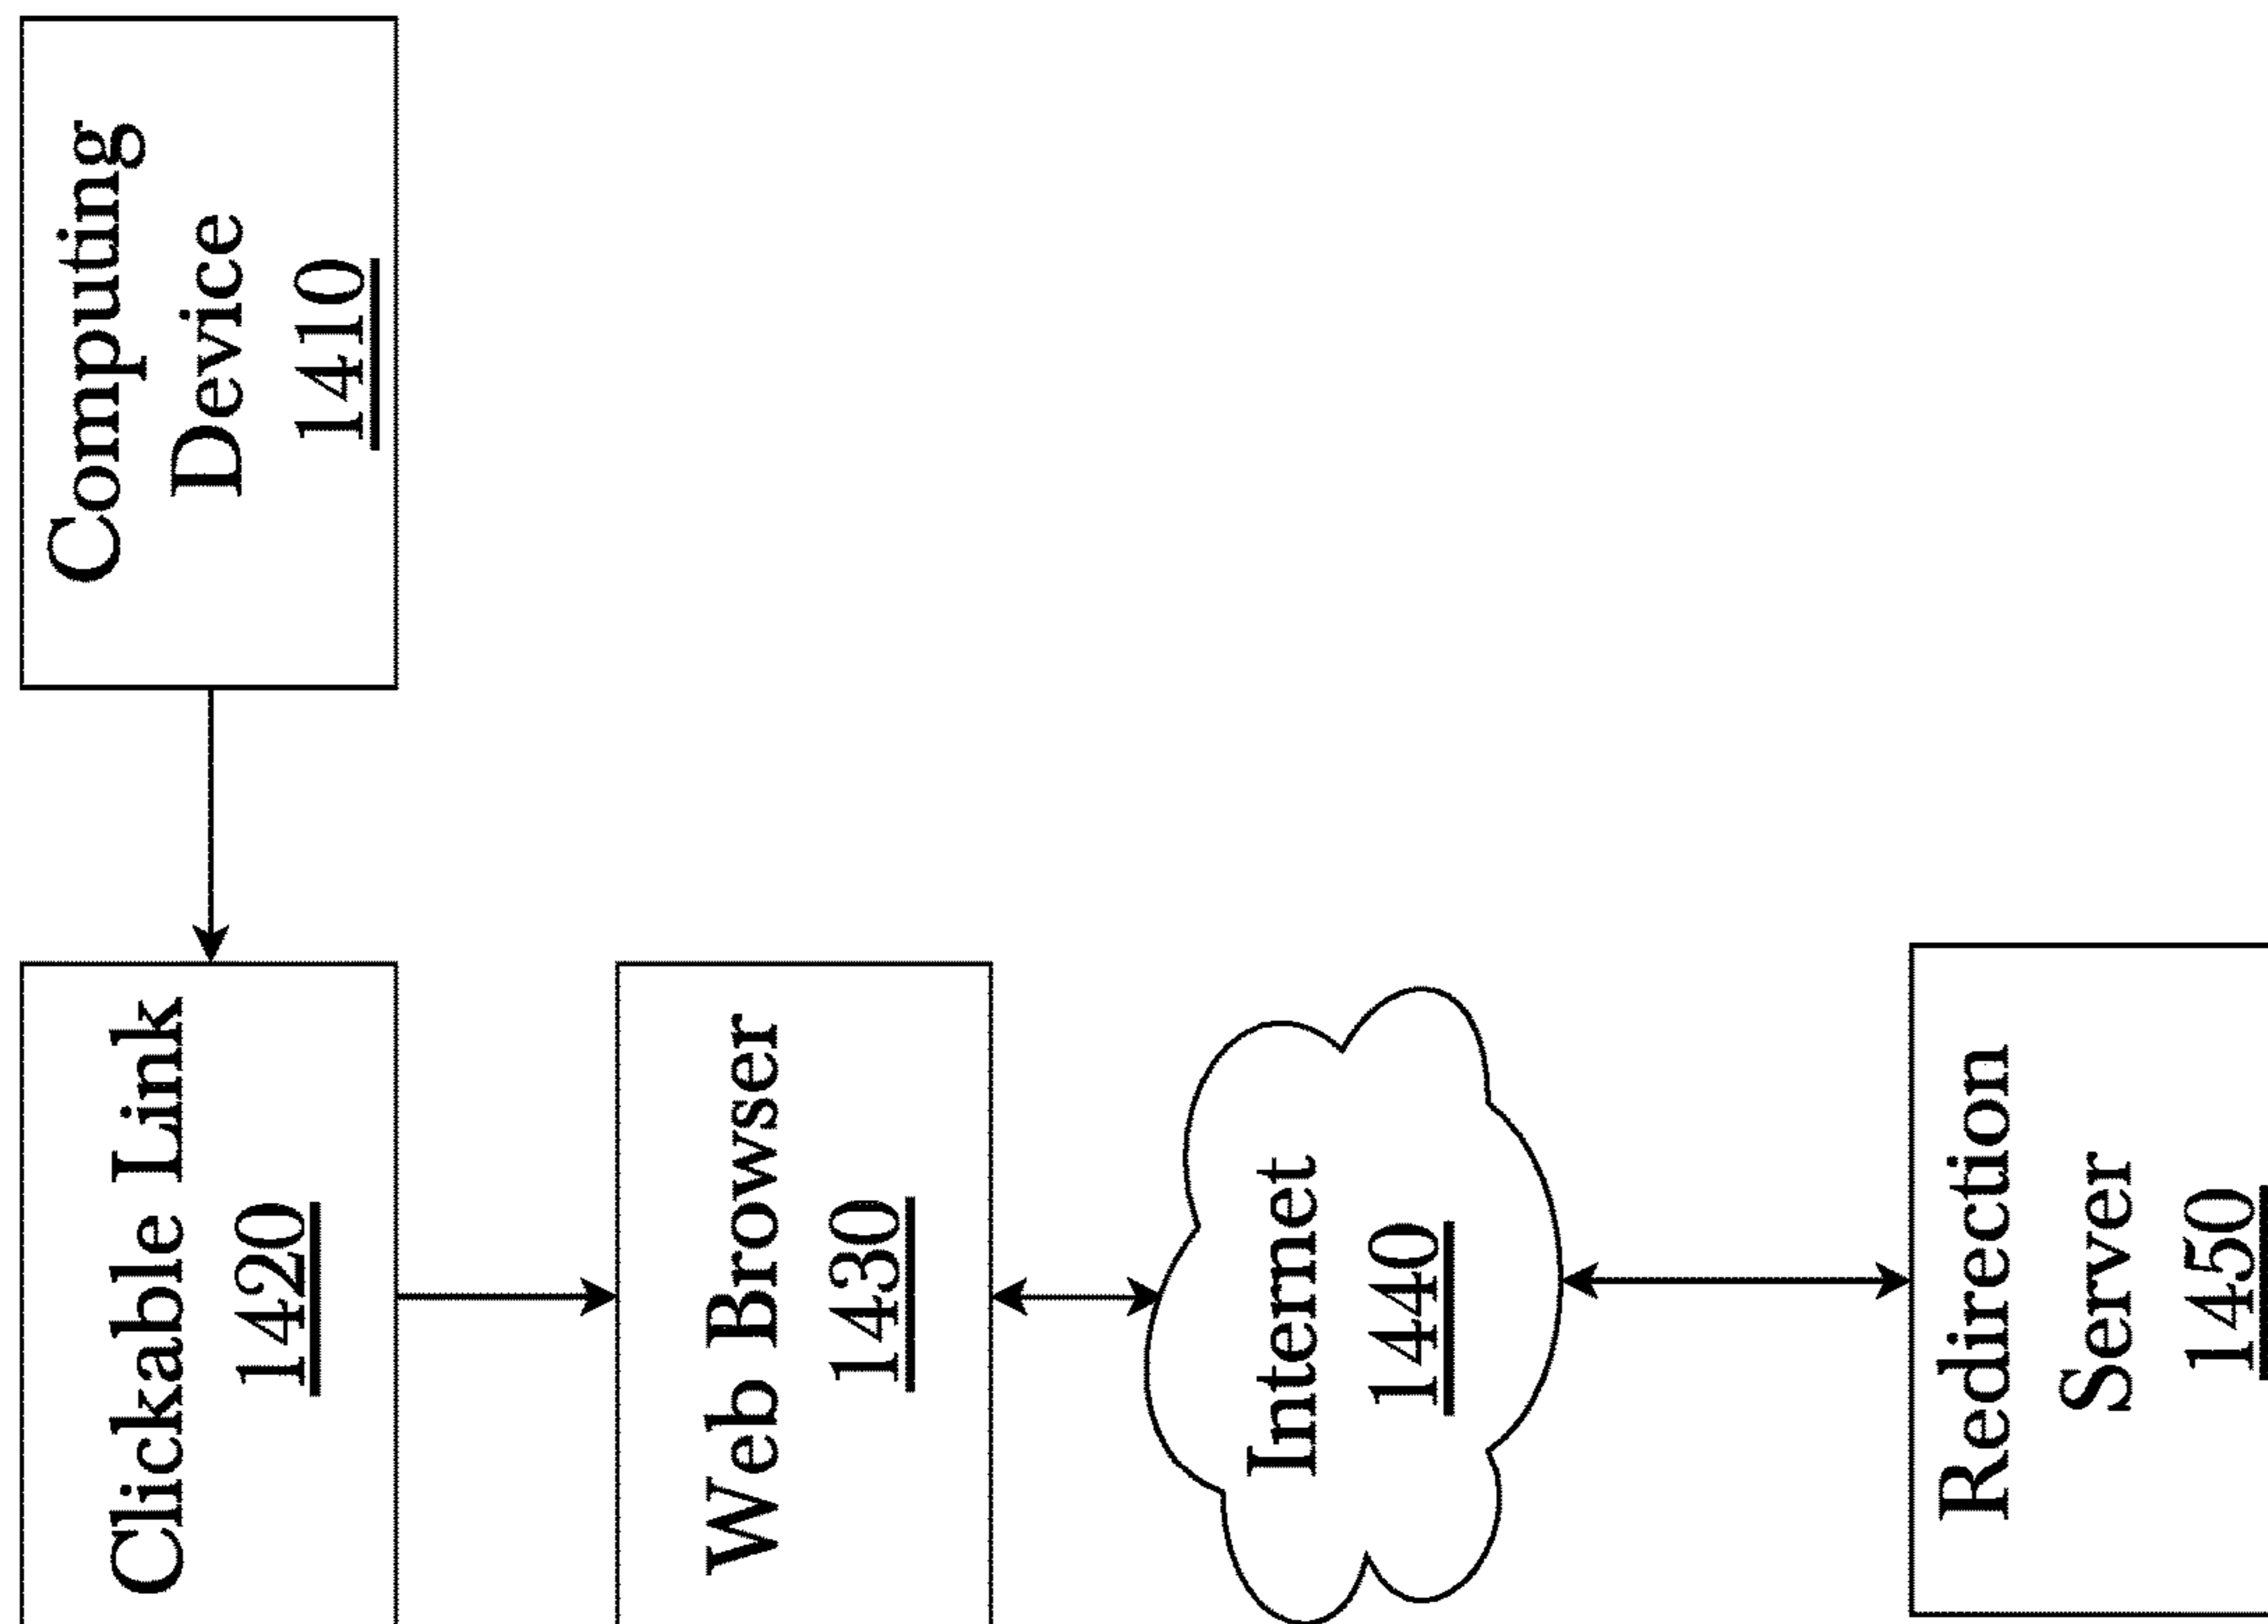 Computing
Device
1410
Clickable Link
1420
Web Browser
1430
Internet
1440
Redirection
Server
1450